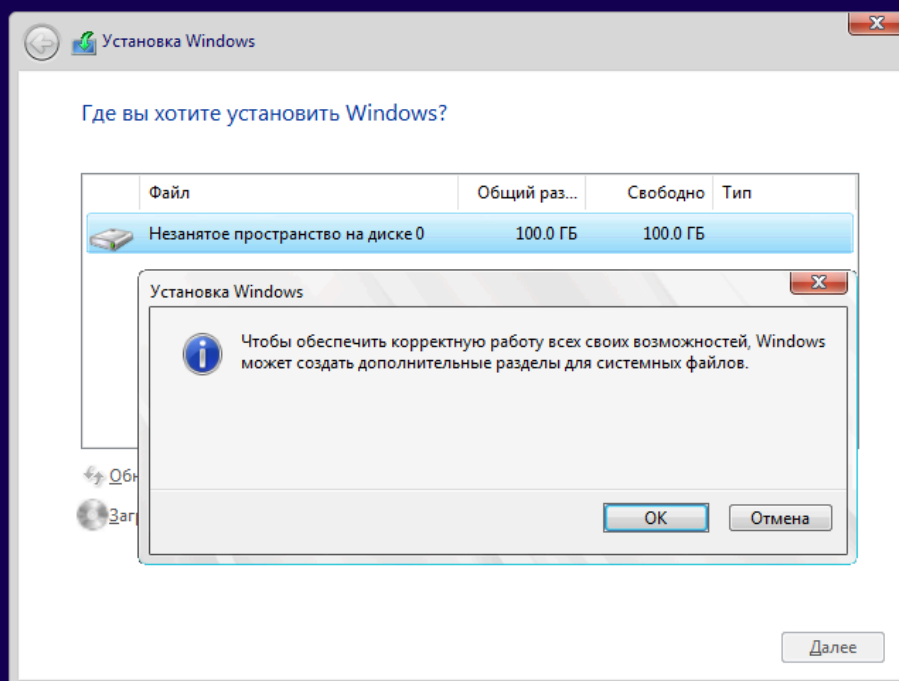 Установка Windows
Где вы хотите установить Windows?
Файл Общий раз... Свободно Тип
Незанятое пространство на диске 0 100.0 ГБ 100.0 ГБ
Установка Windows
Чтобы обеспечить корректную работу всех своих возможностей, Windows
может создать дополнительные разделы для системных файлов.
OK Отмена
Далее